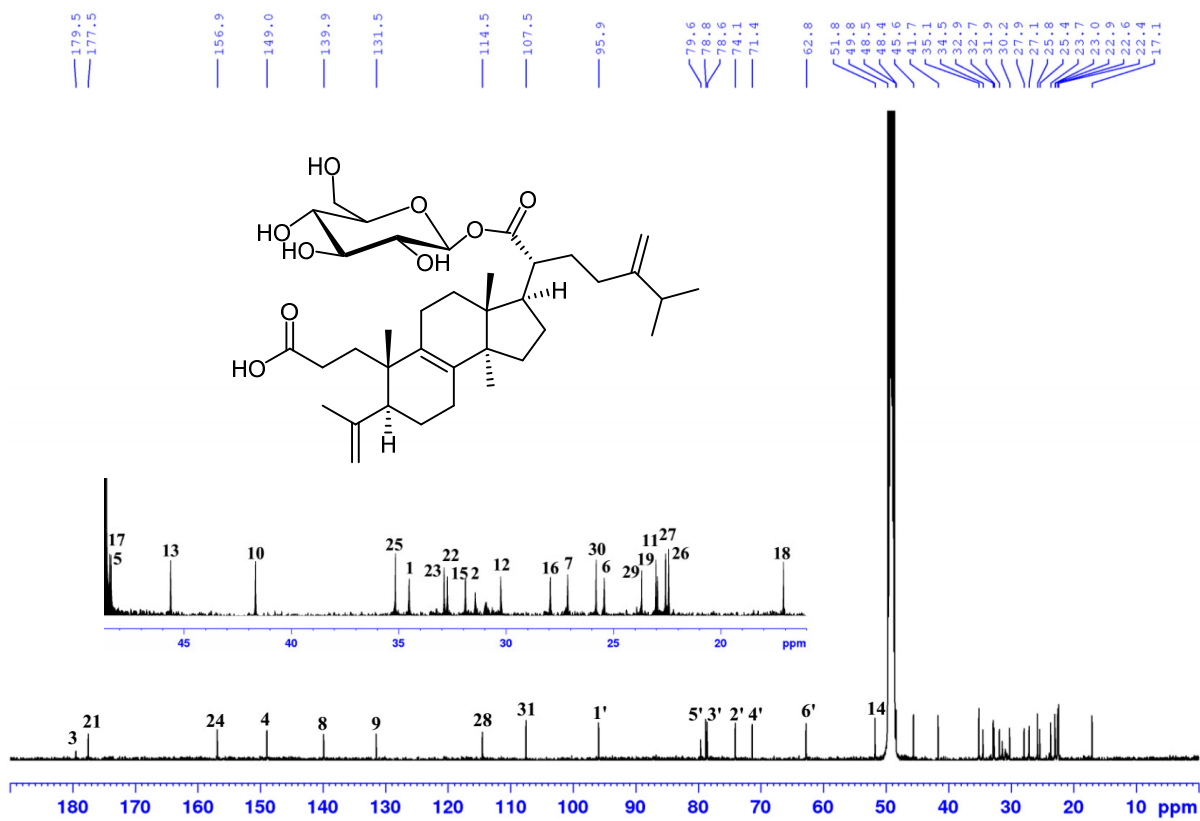 179.5 177.5 156.9 149.0 139.9 131.5 114.5 107.5 95.9 79.6 78.8 78.6 74.1 71.4 62.8 51.8 49.8 48.5 48.4 45.6 41.7 35.1 34.5 32.9 32.7 31.9 30.2 27.9 27.1 25.8 25.4 23.7 23.0 22.9 22.6 22.4 17.1
HO
O O
HO O
HO OH
H
O
HO
H
17 5 13 10 25 1 23 22 15 2 12 16 7 30 6 29 19 11 27 26 18
45 40 35 30 25 20 ppm
3 21 24 4 8 9 28 31 1' 5' 3' 2' 4' 6' 14
180 170 160 150 140 130 120 110 100 90 80 70 60 50 40 30 20 10 ppm